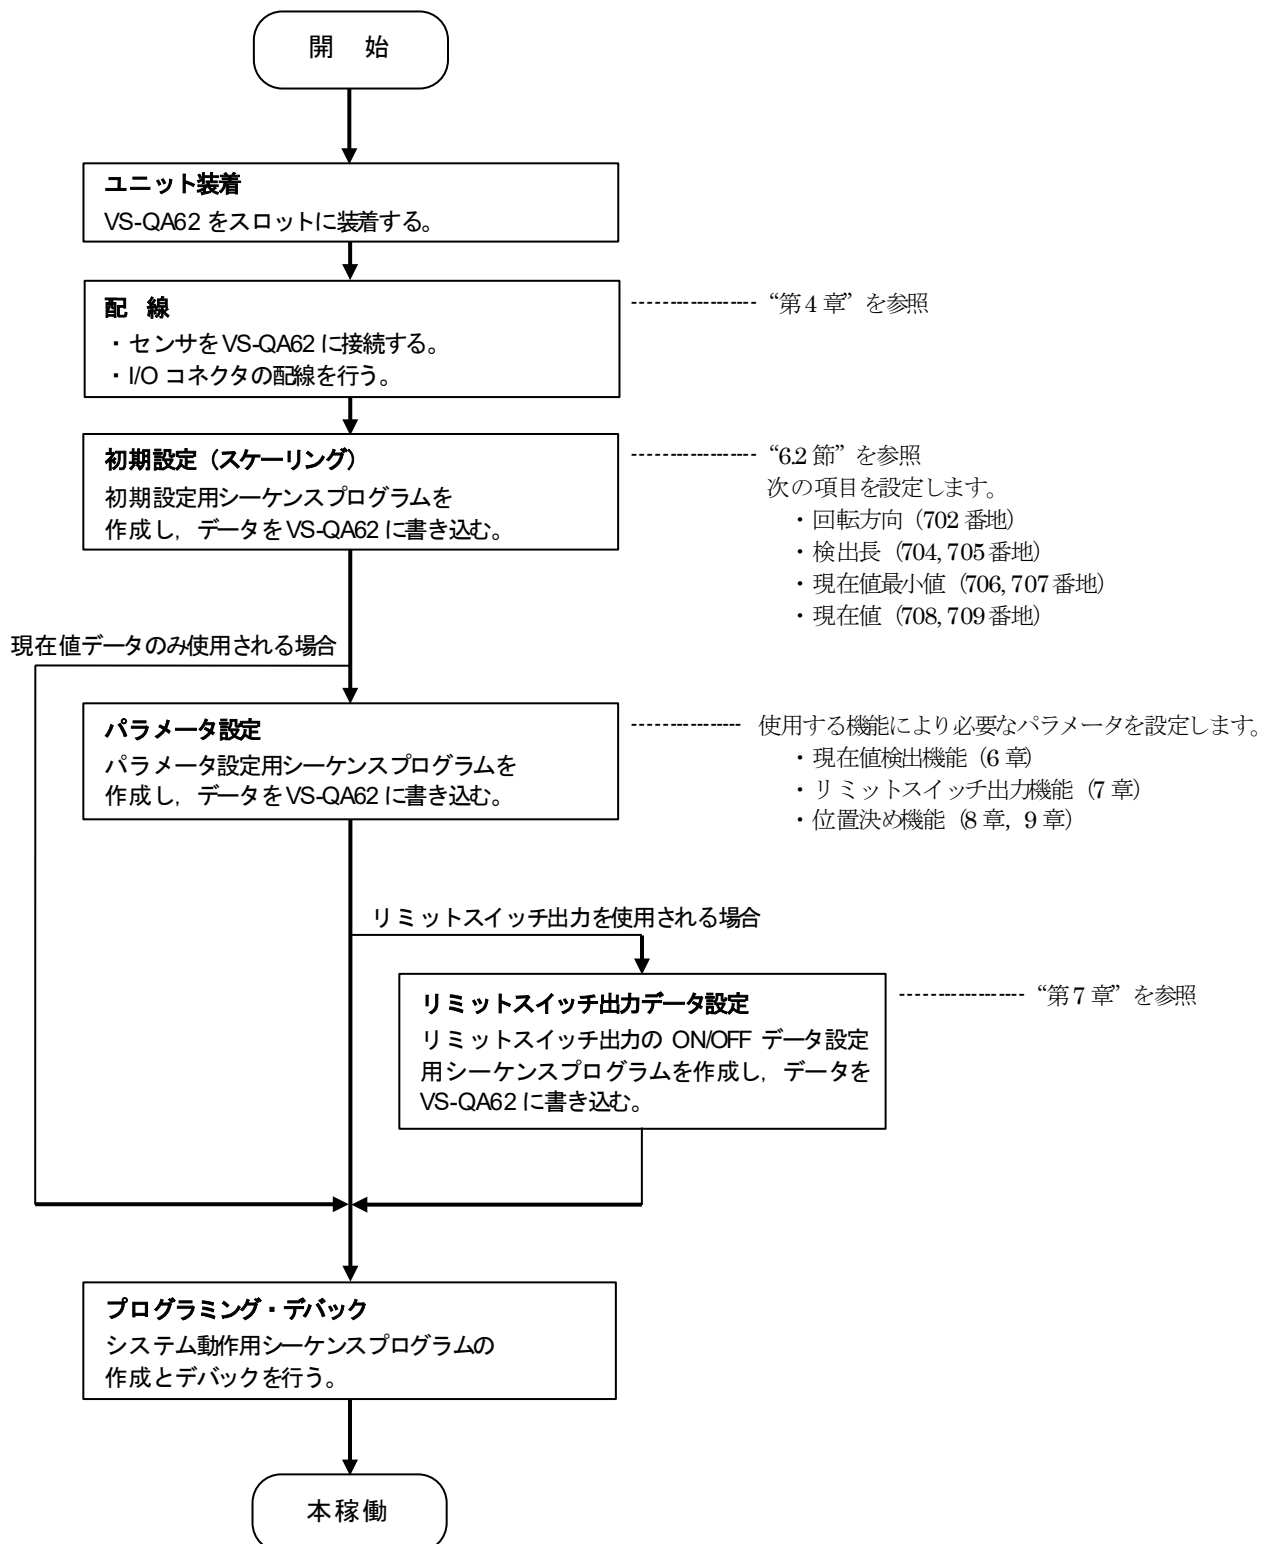 開　始
ユニット装着
VS-QA62 をスロットに装着する。
配　線
・センサをVS-QA62 に接続する。
・I/O コネクタの配線を行う。
“第4 章” を参照
初期設定（スケーリング）
初期設定用シーケンスプログラムを
作成し，データをVS-QA62 に書き込む。
“6.2 節” を参照
次の項目を設定します。
・回転方向（702 番地）
・検出長（704, 705 番地）
・現在値最小値（706, 707 番地）
・現在値（708, 709 番地）
現在値データのみ使用される場合
パラメータ設定
パラメータ設定用シーケンスプログラムを
作成し，データをVS-QA62 に書き込む。
使用する機能により必要なパラメータを設定します。
・現在値検出機能（6 章）
・リミットスイッチ出力機能（7 章）
・位置決め機能（8 章，9 章）
リミットスイッチ出力を使用される場合
リミットスイッチ出力データ設定
リミットスイッチ出力の ON/OFF データ設定
用シーケンスプログラムを作成し，データを
VS-QA62 に書き込む。
“第7 章” を参照
プログラミング・デバック
システム動作用シーケンスプログラムの
作成とデバックを行う。
本稼働